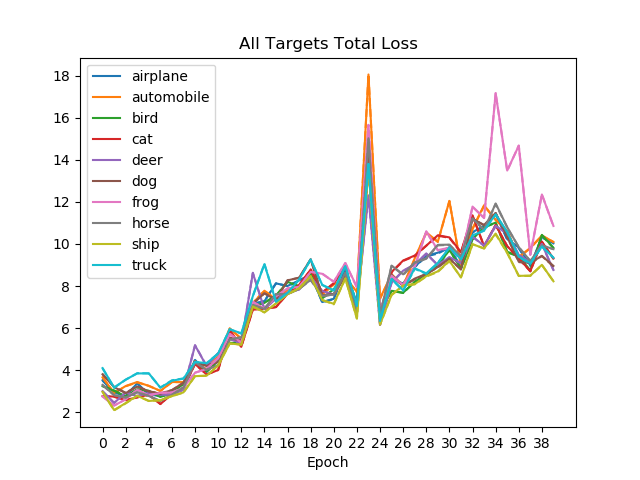 All Targets Total Loss
18
16
14
12
10
8
6
4
2
airplane
automobile
bird
cat
deer
dog
frog
horse
ship
truck
0 2 4 6 8 10 12 14 16 18 20 22 24 26 28 30 32 34 36 38
Epoch